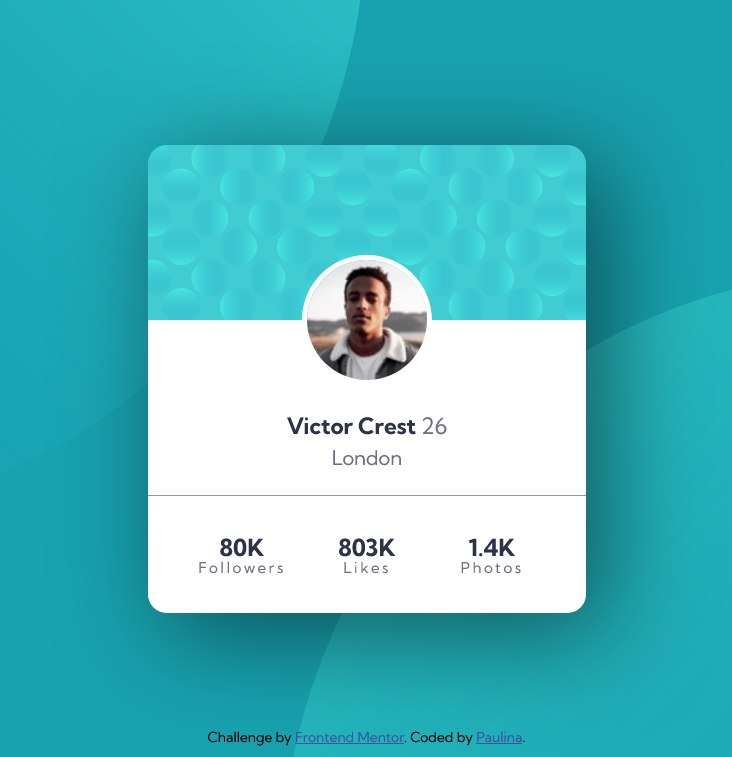 Victor Crest 26
London
80K 803K 1.4K
Followers Likes Photos
Challenge by Frontend Mentor. Coded by Paulina.